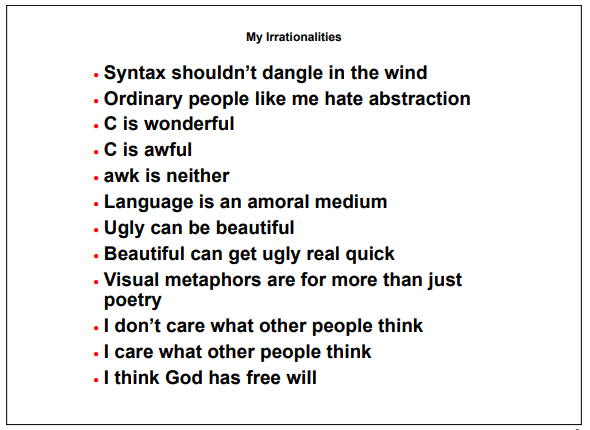 My Irrationalities
• Syntax shouldn’t dangle in the wind
• Ordinary people like me hate abstraction
• C is wonderful
• C is awful
• awk is neither
• Language is an amoral medium
• Ugly can be beautiful
• Beautiful can get ugly real quick
• Visual metaphors are for more than just
poetry
• I don’t care what other people think
• I care what other people think
• I think God has free will